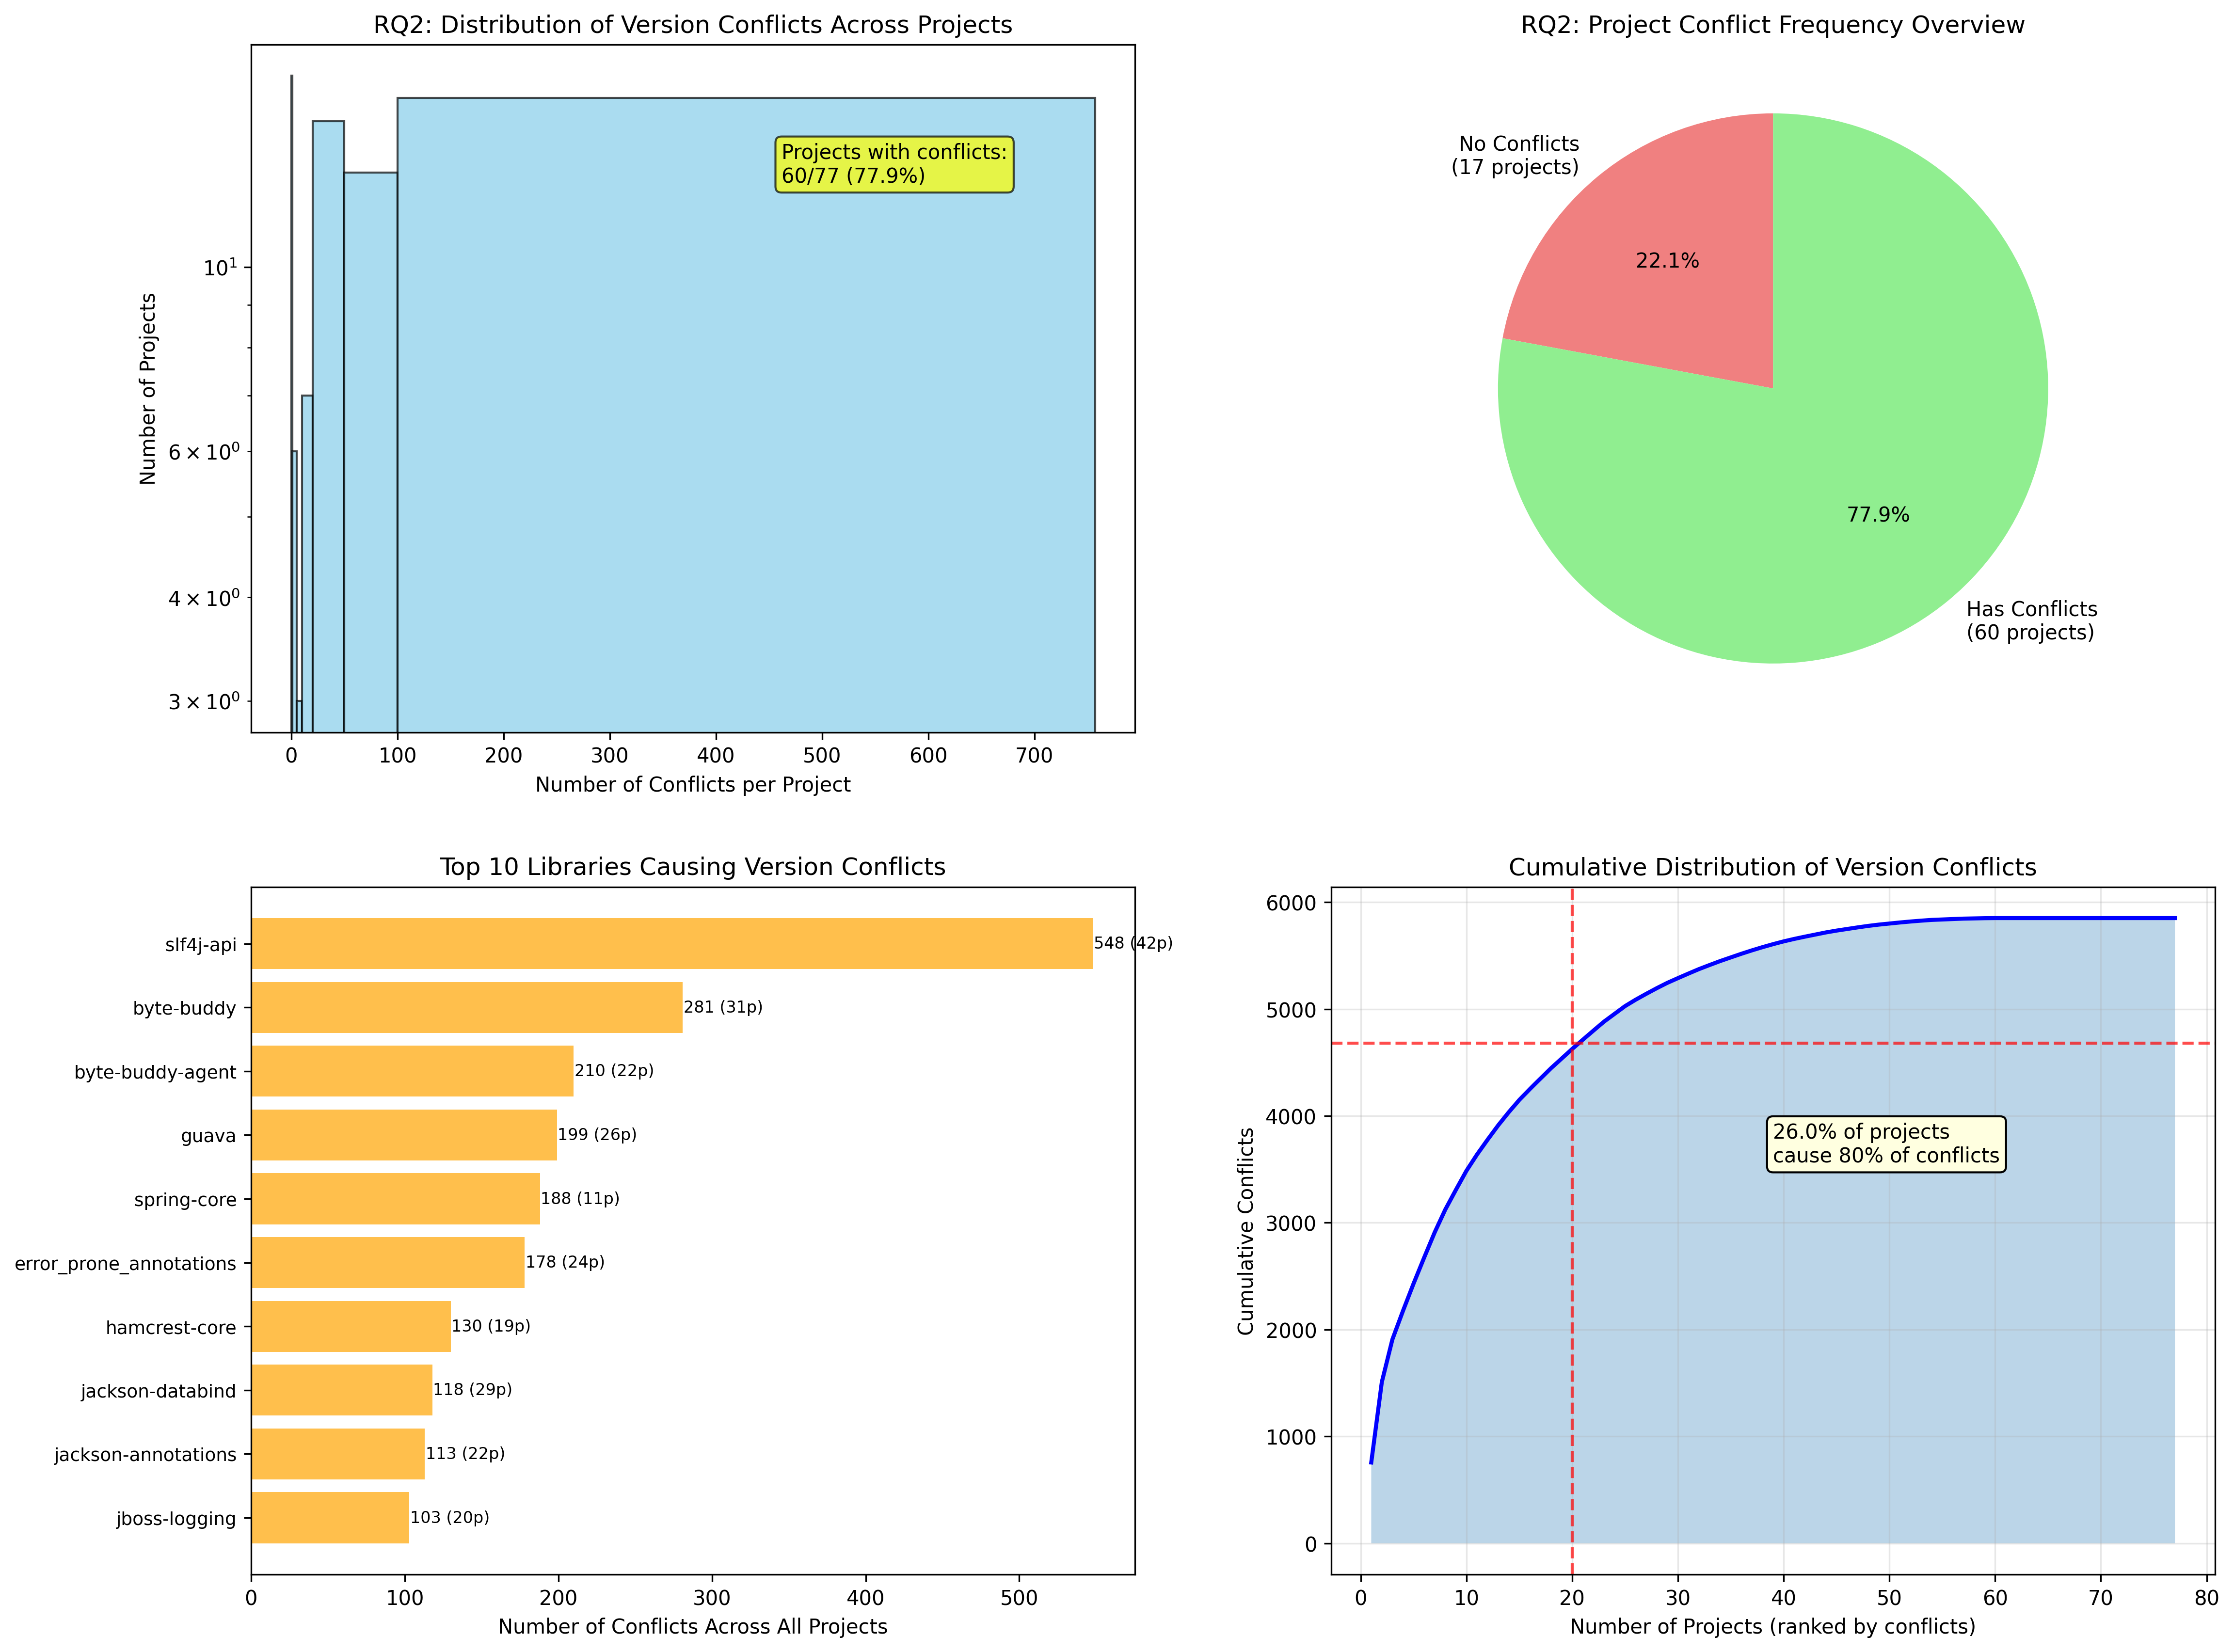 RQ2: Distribution of Version Conflicts Across Projects
Number of Projects
10¹
6 × 10⁰
4 × 10⁰
3 × 10⁰
Projects with conflicts:
60/77 (77.9%)
0 100 200 300 400 500 600 700
Number of Conflicts per Project
RQ2: Project Conflict Frequency Overview
No Conflicts
(17 projects)
22.1%
77.9%
Has Conflicts
(60 projects)
Top 10 Libraries Causing Version Conflicts
slf4j-api 548 (42p)
byte-buddy 281 (31p)
byte-buddy-agent 210 (22p)
guava 199 (26p)
spring-core 188 (11p)
error_prone_annotations 178 (24p)
hamcrest-core 130 (19p)
jackson-databind 118 (29p)
jackson-annotations 113 (22p)
jboss-logging 103 (20p)
0 100 200 300 400 500
Number of Conflicts Across All Projects
Cumulative Distribution of Version Conflicts
Cumulative Conflicts
6000
5000
4000
3000
2000
1000
0
26.0% of projects
cause 80% of conflicts
0 10 20 30 40 50 60 70 80
Number of Projects (ranked by conflicts)